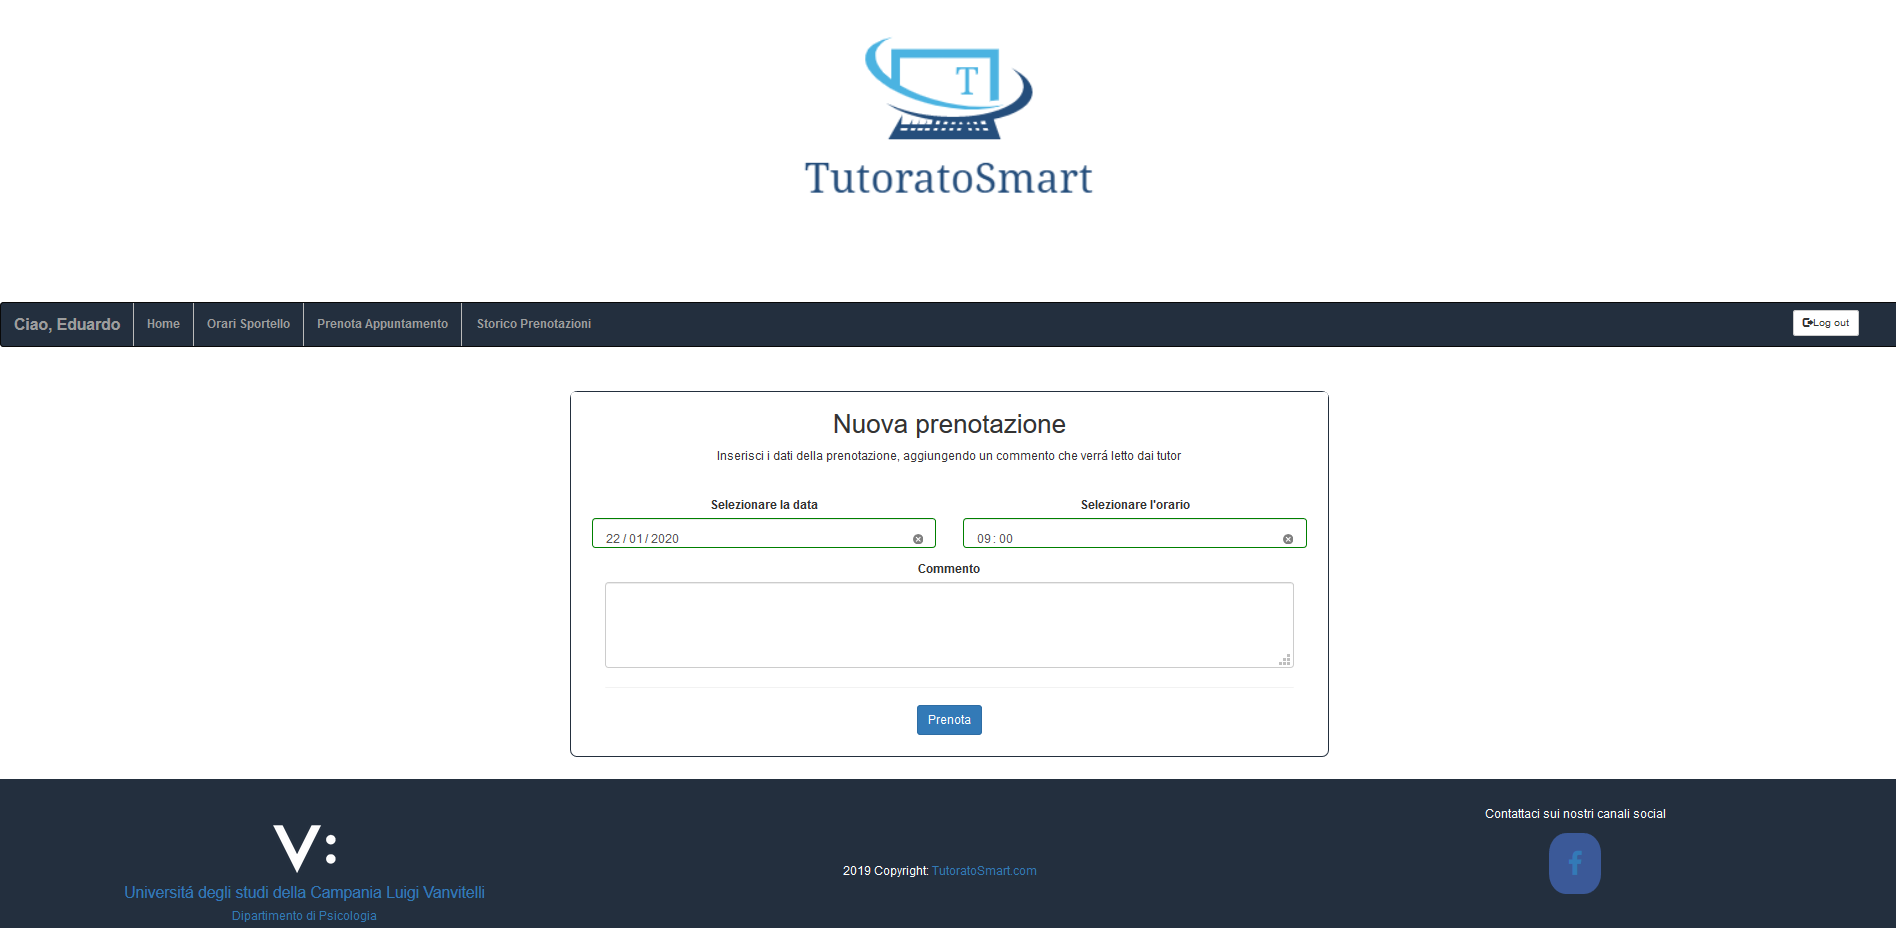 T
TutoratoSmart
Ciao, Eduardo
Home
Orari Sportello
Prenota Appuntamento
Storico Prenotazioni
Log out
Nuova prenotazione
Inserisci i dati della prenotazione, aggiungendo un commento che verrá letto dai tutor
Selezionare la data
Selezionare l'orario
22/01/2020
09:00
Commento
Prenota
V:
Universitá degli studi della Campania Luigi Vanvitelli
Dipartimento di Psicologia
2019 Copyright: TutoratoSmart.com
Contattaci sui nostri canali social
f